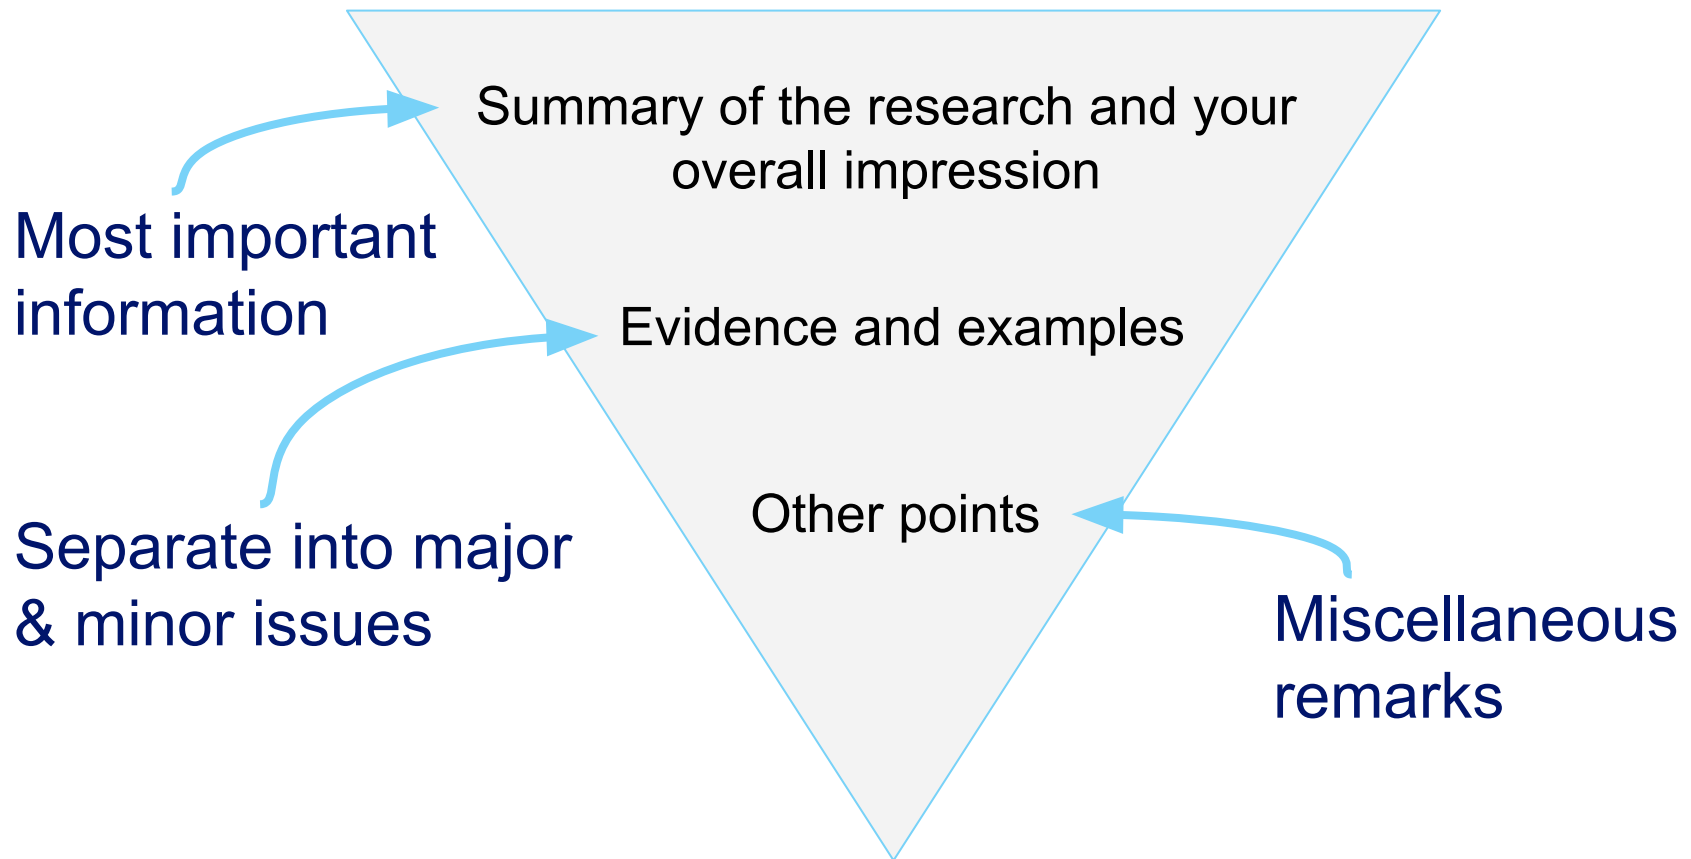 Summary of the research and your
overall impression
Most important
information
Evidence and examples
Separate into major
& minor issues
Other points
Miscellaneous
remarks